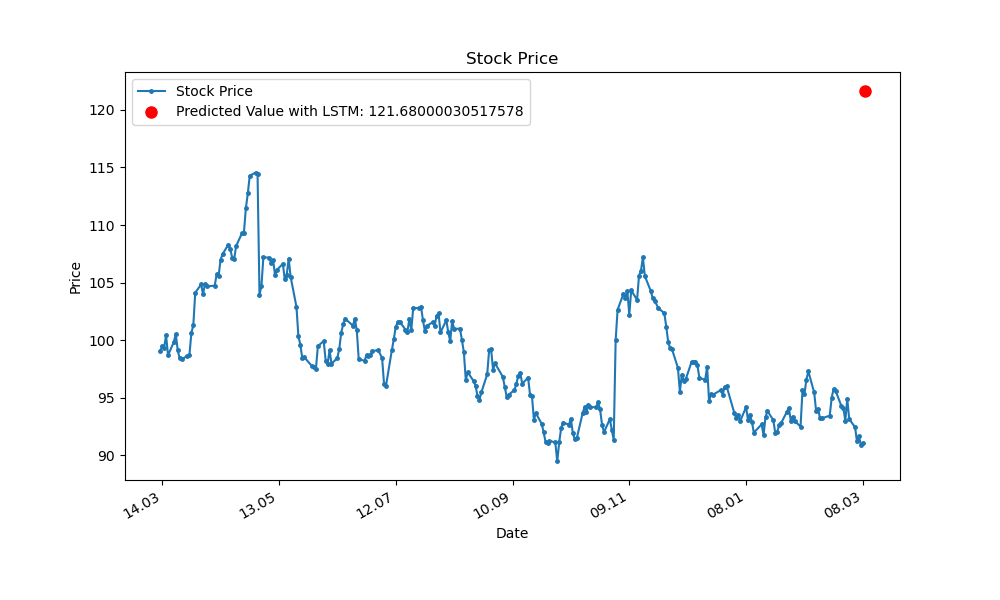 Stock Price
Stock Price
Predicted Value with LSTM: 121.68000030517578
120
115
110
105
100
95
90
Price
14.03
13.05
12.07
10.09
09.11
08.01
08.03
Date